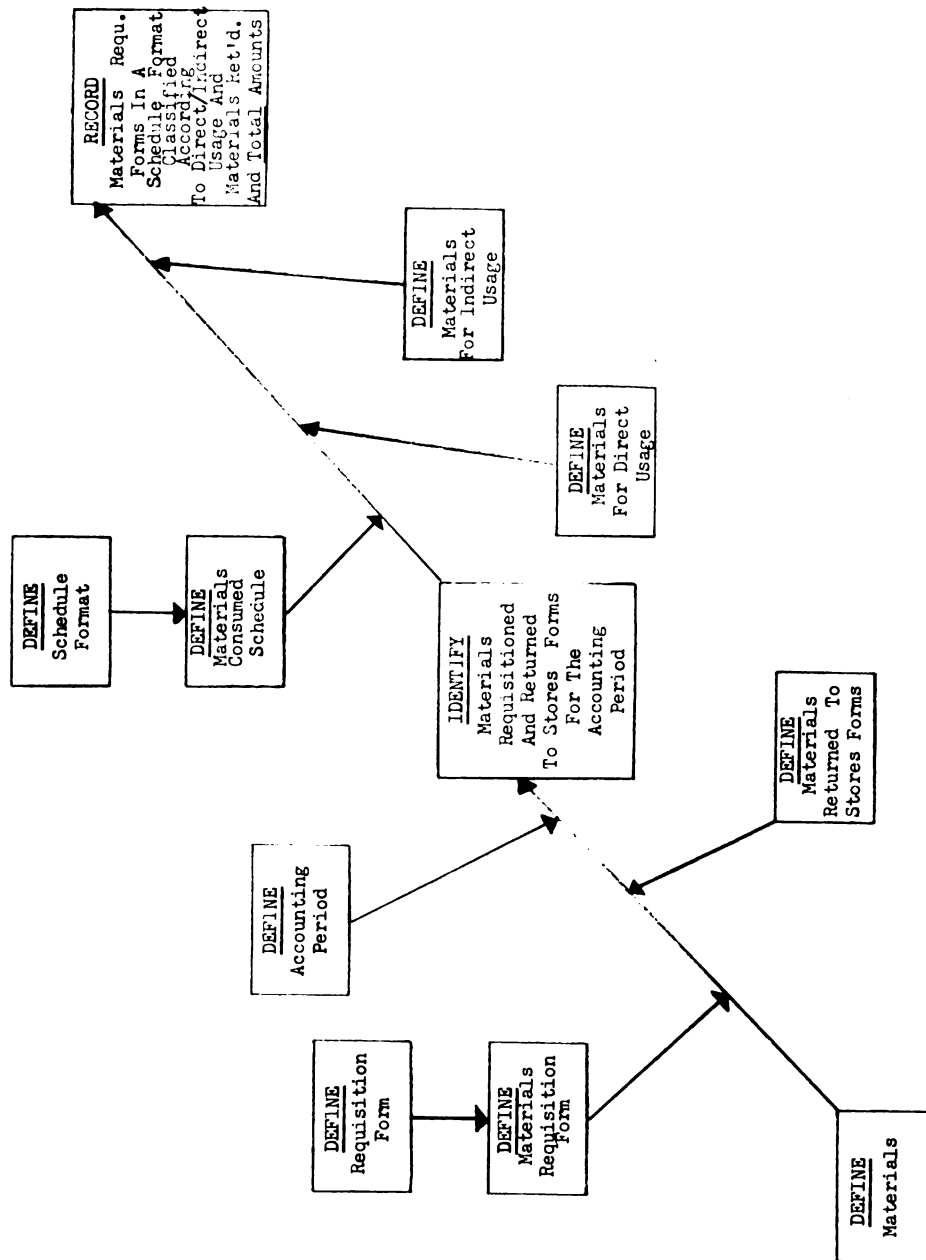 DEFINE
Materials
DEFINE
Requisition
Form
DEFINE
Materials
Requisition
Form
DEFINE
Materials
Returned To
Stores Forms
DEFINE
Accounting
Period
IDENTIFY
Materials
Requisitioned
And Returned
To Stores Forms
For The
Accounting
Period
DEFINE
Schedule
Format
DEFINE
Materials
Consumed
Schedule
DEFINE
Materials
For Direct
Usage
DEFINE
Materials
For Indirect
Usage
RECORD
Materials Requ.
Forms In A
Schedule Format
Classified
According
To Direct/Indirect
Usage And
Materials Ret'd.
And Total Amounts